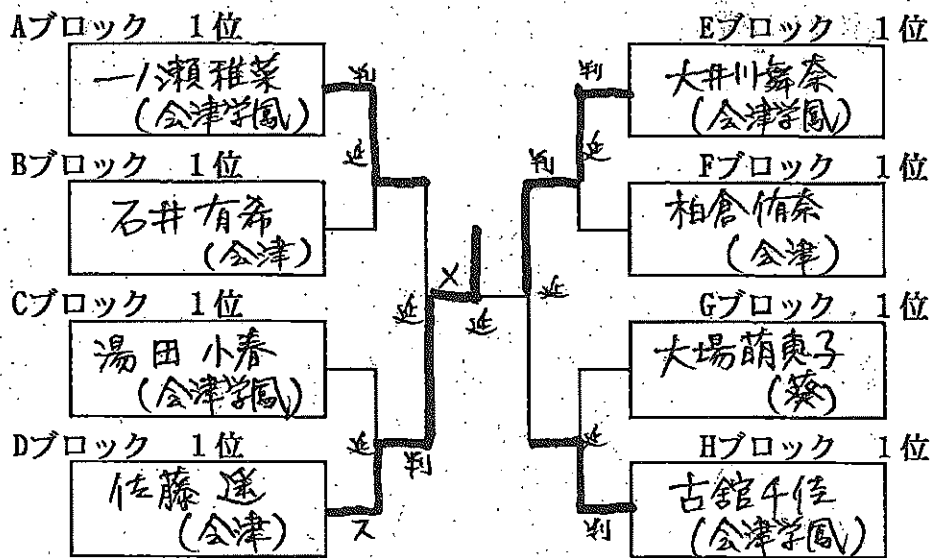 Aブロック 1位
一ノ瀬雅菜
(会津学鳳)
判
延
Bブロック 1位
石井有希
(会津)
Cブロック 1位
湯田小春
(会津学鳳)
Dブロック 1位
佐藤遥
(会津)
延
判
ス
延
メ
延
Eブロック 1位
大井川舞奈
(会津学鳳)
判
延
判
Fブロック 1位
柏倉侑奈
(会津)
延
Gブロック 1位
大場萌恵子
(葵)
Hブロック 1位
古舘千佳
(会津学鳳)
延
判